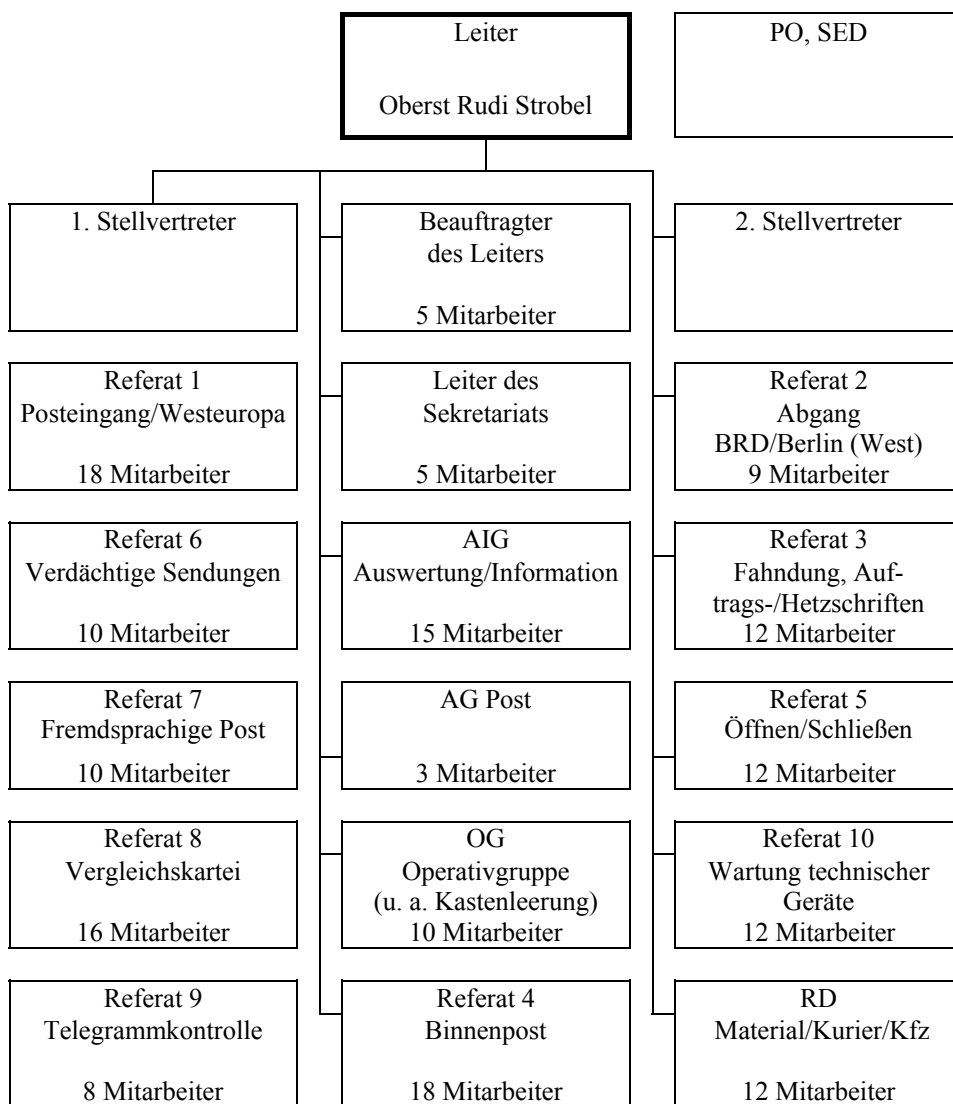 Leiter
Oberst Rudi Strobel
PO, SED
1. Stellvertreter
Beauftragter
des Leiters
5 Mitarbeiter
2. Stellvertreter
Referat 1
Posteingang/Westeuropa
18 Mitarbeiter
Leiter des
Sekretariats
5 Mitarbeiter
Referat 2
Abgang
BRD/Berlin (West)
9 Mitarbeiter
Referat 6
Verdächtige Sendungen
10 Mitarbeiter
AIG
Auswertung/Information
15 Mitarbeiter
Referat 3
Fahndung, Auf-
trags-/Hetzschriften
12 Mitarbeiter
Referat 7
Fremdsprachige Post
10 Mitarbeiter
AG Post
3 Mitarbeiter
Referat 5
Öffnen/Schließen
12 Mitarbeiter
Referat 8
Vergleichskartei
16 Mitarbeiter
OG
Operativgruppe
(u. a. Kastenleerung)
10 Mitarbeiter
Referat 10
Wartung technischer
Geräte
12 Mitarbeiter
Referat 9
Telegrammkontrolle
8 Mitarbeiter
Referat 4
Binnenpost
18 Mitarbeiter
RD
Material/Kurier/Kfz
12 Mitarbeiter